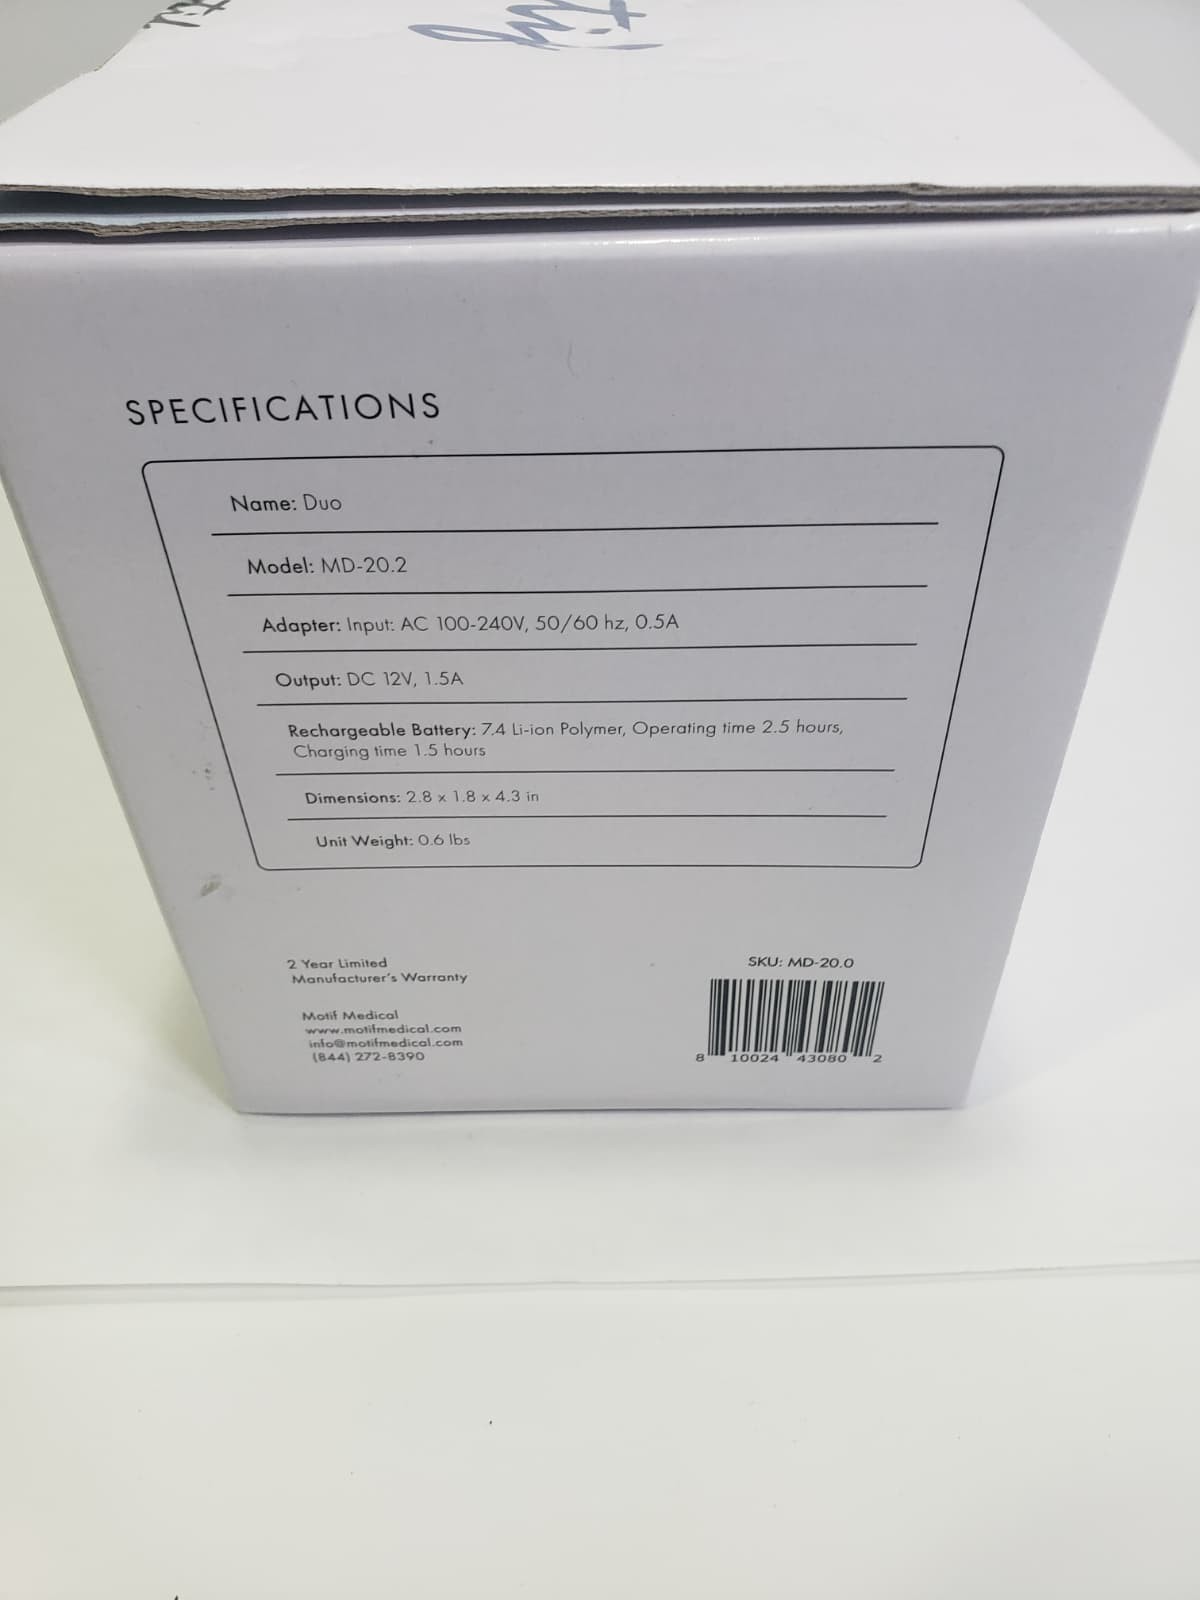 SPECIFICATIONS
Name: Duo
Model: MD-20.2
Adapter: Input: AC 100-240V, 50/60 hz, 0.5A
Output: DC 12V, 1.5A
Rechargeable Battery: 7.4 Li-ion Polymer, Operating time 2.5 hours,
Charging time 1.5 hours
Dimensions: 2.8 x 1.8 x 4.3 in
Unit Weight: 0.6 lbs
2 Year Limited
Manufacturer's Warranty
Motif Medical
www.motifmedical.com
info@motifmedical.com
(844) 272-8390
SKU: MD-20.0
8 10024 43080 2